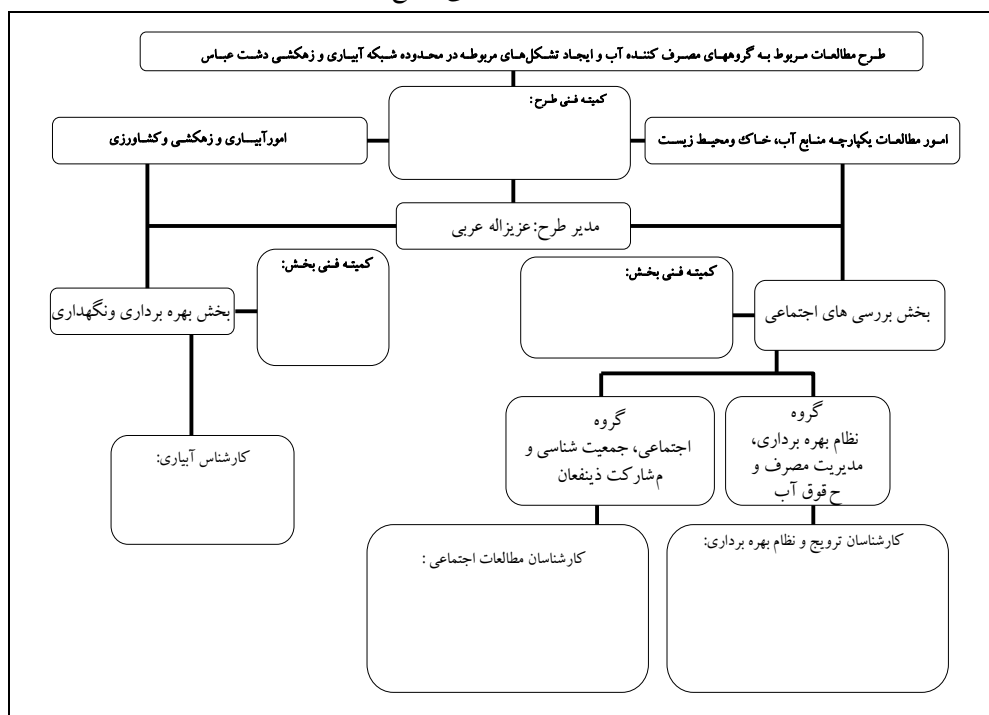 طرح مطالعات مربوط به گروههای مصرف کننده آب و ایجاد تشکل‌های مربوطه در محدوده شبکه آبیاری و زهکشی دشت عباس
کمیته فنی طرح:
امور مطالعات یکپارچه منابع آب، خاک ومحیط زیست
امورآبیاری و زهکشی وکشاورزی
مدیر طرح:عزیزاله عربی
کمیته فنی بخش:
کمیته فنی بخش:
بخش بررسی های اجتماعی
بخش بهره برداری ونگهداری
گروه
نظام بهره برداری،
مدیریت مصرف و
ح قوق آب
گروه
اجتماعی، جمعیت شناسی و
م شارکت ذینفعان
کارشناس آبیاری:
کارشناسان ترویج و نظام بهره برداری:
کارشناسان مطالعات اجتماعی :